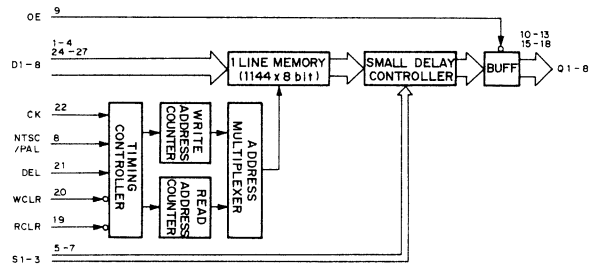 OE 9
D1-8 1-4
24-27
1 LINE MEMORY
(1144 x 8 bit)
SMALL DELAY
CONTROLLER
BUFF
10-13
15-18
Q1-8
CK 22
NTSC
/PAL 8
DEL 21
WCLR 20
RCLR 19
S1-3 5-7
TIMING
CONTROLLER
WRITE
ADDRESS
COUNTER
READ
ADDRESS
COUNTER
ADDRESS
MULTIPLEXER